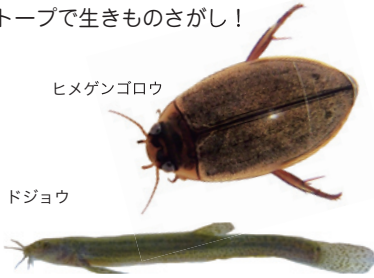 トープで生きものさがし！
ヒメゲンゴロウ
ドジョウ